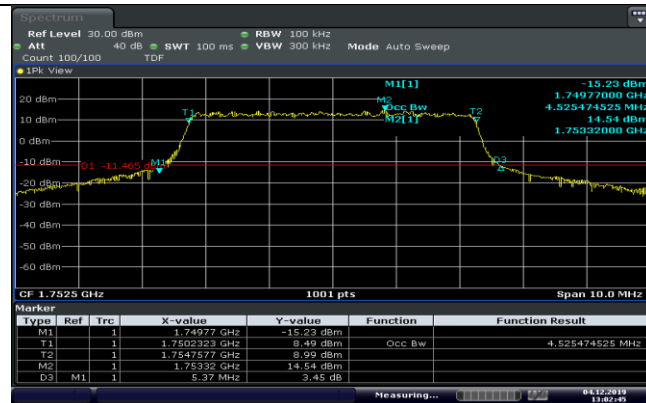 Spectrum
Ref Level 30.00 dBm RBW 100 kHz
Att 40 dB SWT 100 ms VBW 300 kHz Mode Auto Sweep
Count 100/100 TDF
1Pk View
M1[1] -15.23 dBm
1.74977000 GHz
20 dBm M2 Occ Bw 4.525474525 MHz
T1 T2
10 dBm M2[1] 14.54 dBm
1.75332000 GHz
0 dBm
-10 dBm D1 -11.465 M1 D3
-20 dBm
-30 dBm
-40 dBm
-50 dBm
-60 dBm
CF 1.7525 GHz 1001 pts Span 10.0 MHz
Marker
Type Ref Trc X-value Y-value Function Function Result
M1 1 1.74977 GHz -15.23 dBm
T1 1 1.7502323 GHz 8.49 dBm Occ Bw 4.525474525 MHz
T2 1 1.7547577 GHz 8.99 dBm
M2 1 1.75332 GHz 14.54 dBm
D3 M1 1 5.37 MHz 3.45 dB
Measuring... 04.12.2019
13:02:45